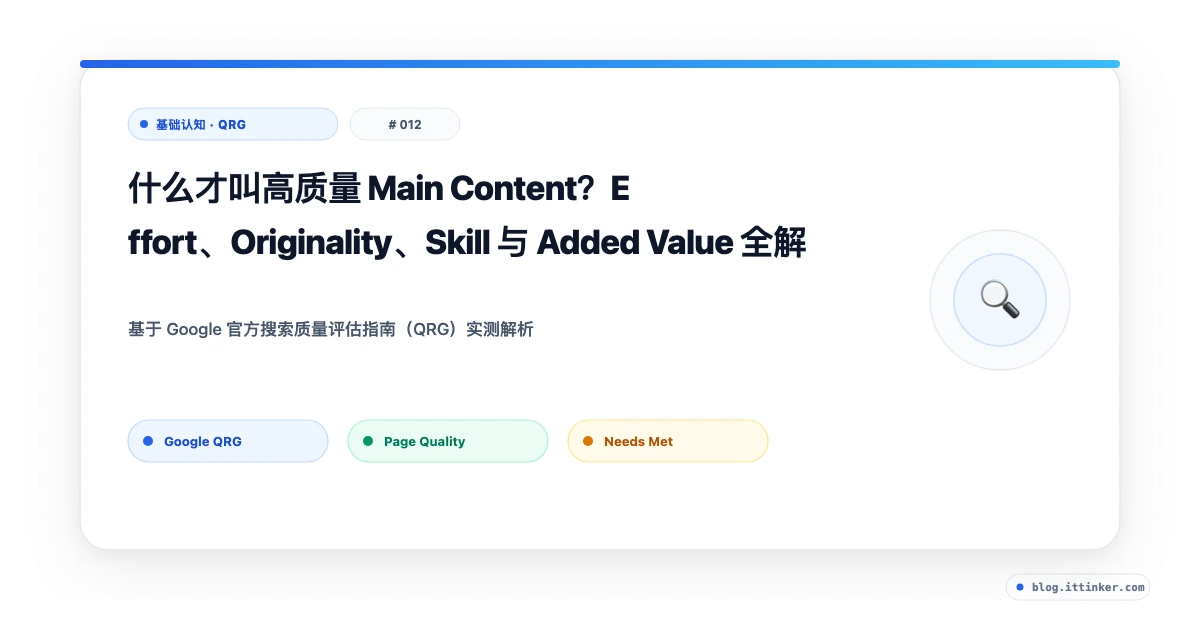 基础认知 · QRG
# 012
什么才叫高质量 Main Content？E
ffort、Originality、Skill 与 Added Value 全解
基于 Google 官方搜索质量评估指南（QRG）实测解析
Google QRG
Page Quality
Needs Met
blog.ittinker.com